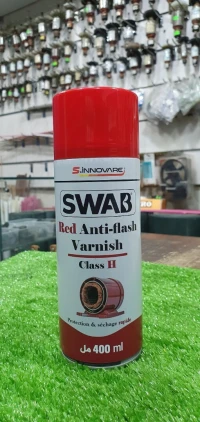 S.INNOVARE
SWAB
Red Anti-flash
Varnish
Class H
Protection & séchage rapide
400 ml مل